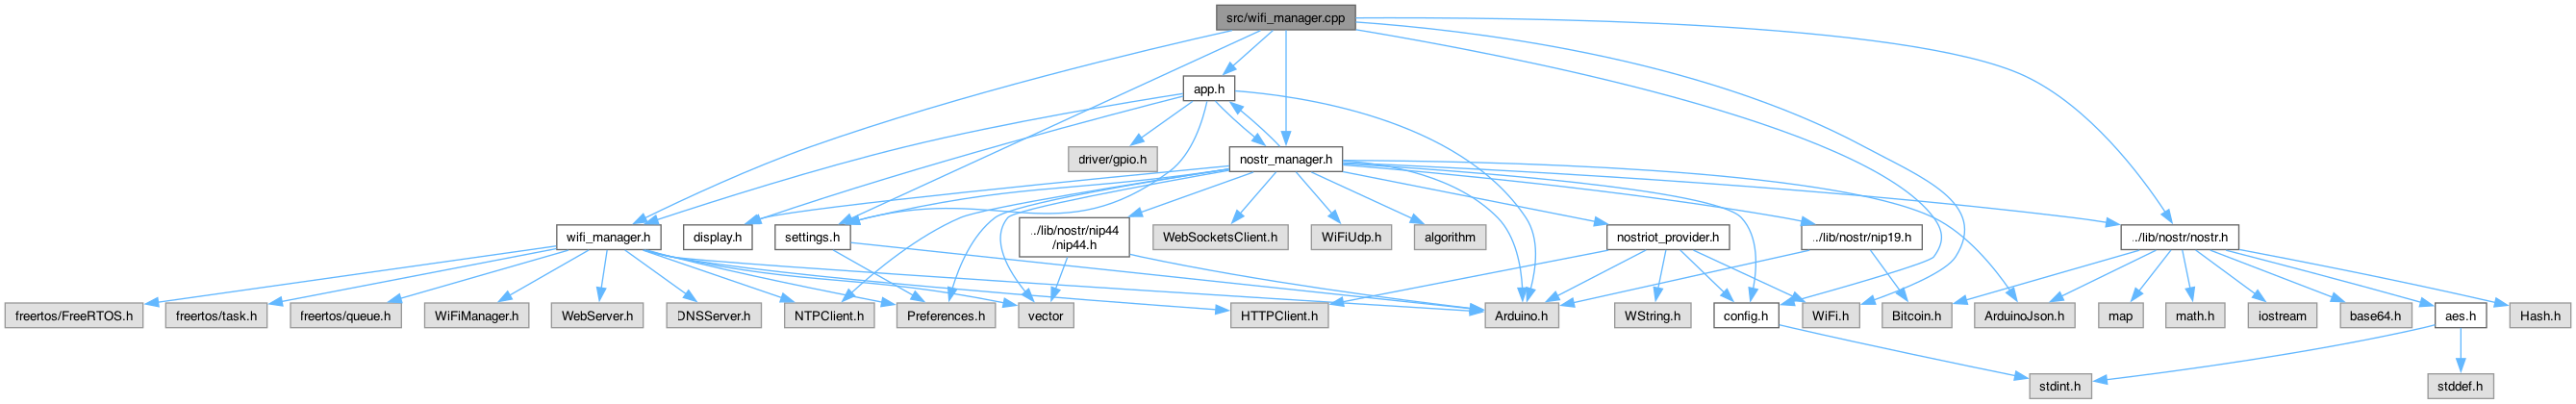 src/wifi_manager.cpp
app.h
driver/gpio.h
nostr_manager.h
wifi_manager.h
display.h
settings.h
../lib/nostr/nip44
/nip44.h
WebSocketsClient.h
WiFiUdp.h
algorithm
nostriot_provider.h
../lib/nostr/nip19.h
../lib/nostr/nostr.h
freertos/FreeRTOS.h
freertos/task.h
freertos/queue.h
WiFiManager.h
WebServer.h
DNSServer.h
NTPClient.h
Preferences.h
vector
HTTPClient.h
Arduino.h
WString.h
config.h
WiFi.h
Bitcoin.h
ArduinoJson.h
map
math.h
iostream
base64.h
aes.h
Hash.h
stdint.h
stddef.h